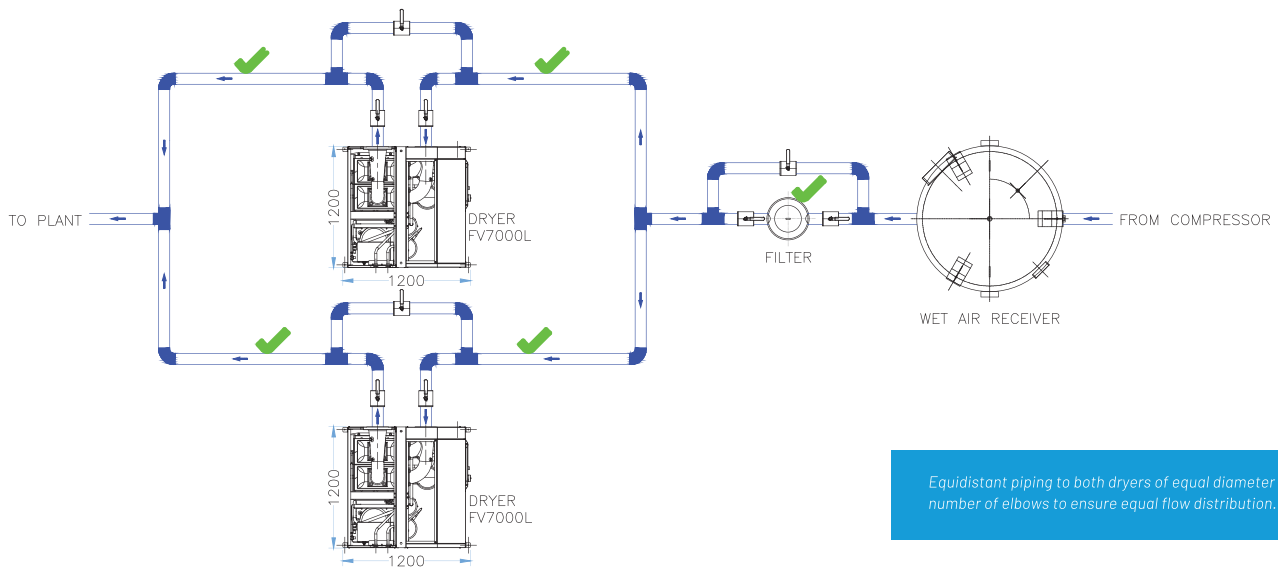 TO PLANT
1200
DRYER
FV7000L
1200
FILTER
FROM COMPRESSOR
WET AIR RECEIVER
1200
DRYER
FV7000L
1200
Equidistant piping to both dryers of equal diameter
number of elbows to ensure equal flow distribution.